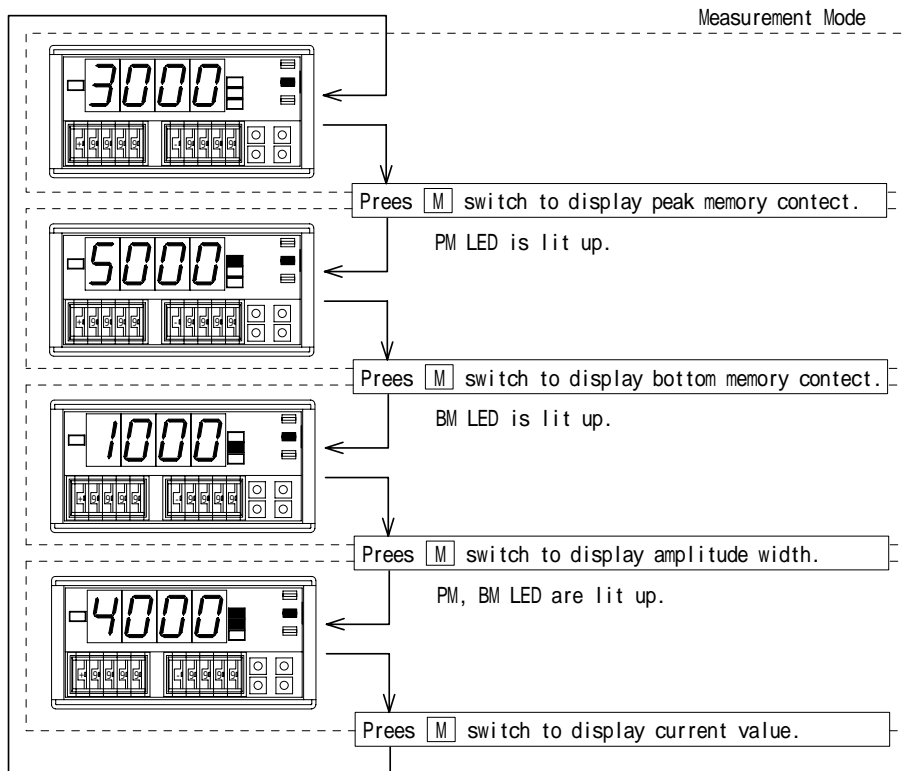 Measurement Mode
3000
Prees M switch to display peak memory contect.
PM LED is lit up.
5000
Prees M switch to display bottom memory contect.
BM LED is lit up.
1000
Prees M switch to display amplitude width.
PM, BM LED are lit up.
4000
Prees M switch to display current value.